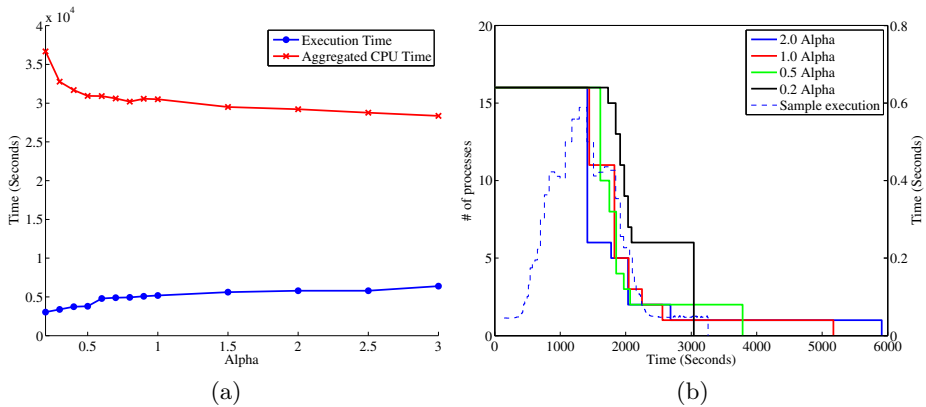 x 10⁴
4
3.5
3
2.5
2
1.5
1
0.5
0
Time (Seconds)
0.5
1
1.5
2
2.5
3
Alpha
Execution Time
Aggregated CPU Time
(a)
20
15
10
5
0
# of processes
0
1000
2000
3000
4000
5000
6000
Time (Seconds)
0.8
0.6
0.4
0.2
0
Time (Seconds)
2.0 Alpha
1.0 Alpha
0.5 Alpha
0.2 Alpha
Sample execution
(b)